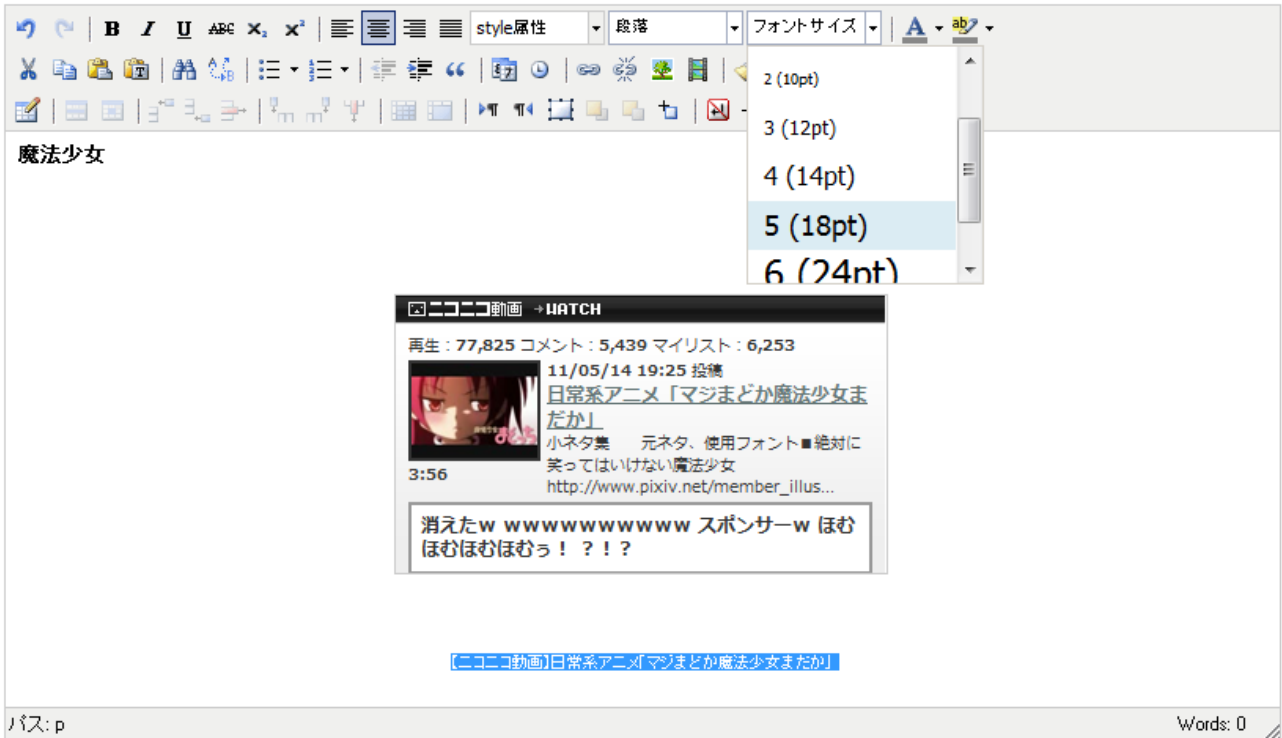 B I U ABC X₂ X² style属性 段落 フォントサイズ A ab
2 (10pt)
3 (12pt)
4 (14pt)
5 (18pt)
6 (24pt)
魔法少女
ニコニコ動画 →WATCH
再生：77,825 コメント：5,439 マイリスト：6,253
11/05/14 19:25 投稿
日常系アニメ「マジまどか魔法少女ま
だか」
小ネタ集　　元ネタ、使用フォント■絶対に
笑ってはいけない魔法少女
http://www.pixiv.net/member_illus...
3:56
消えたw wwwwwwwwww スポンサーw ほむ
ほむほむほむぅ！ ？！？
【ニコニコ動画】日常系アニメ「マジまどか魔法少女まだか」
パス: p
Words: 0